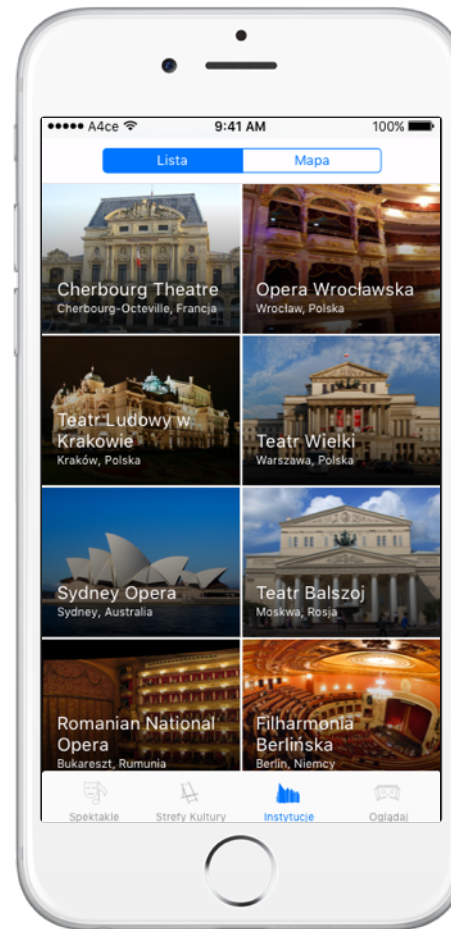 A4ce
9:41 AM
100%
Lista
Mapa
Cherbourg Theatre
Cherbourg-Octeville, Francja
Opera Wrocławska
Wrocław, Polska
Teatr Ludowy w
Krakowie
Kraków, Polska
Teatr Wielki
Warszawa, Polska
Sydney Opera
Sydney, Australia
Teatr Balszoj
Moskwa, Rosja
Romanian National
Opera
Bukareszt, Rumunia
Filharmonia
Berlińska
Berlin, Niemcy
Spektakle
Strefy Kultury
Instytucje
Oglądaj